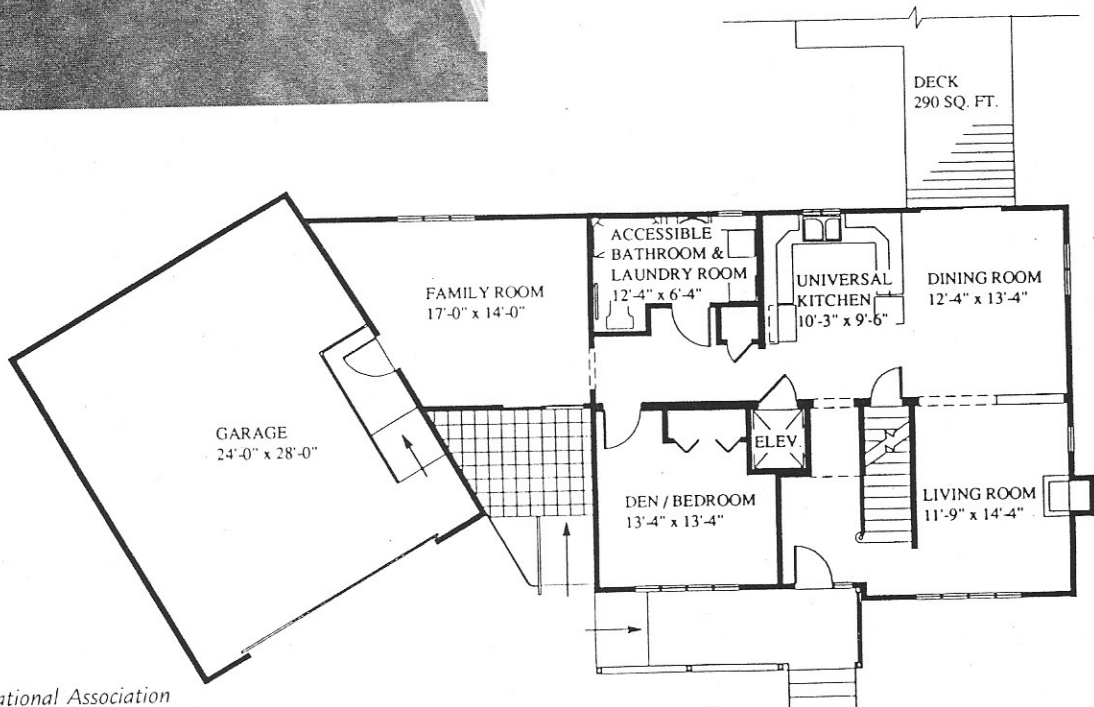 DECK
290 SQ. FT.
ACCESSIBLE
BATHROOM &
LAUNDRY ROOM
12'-4" x 6'-4"
FAMILY ROOM
17'-0" x 14'-0"
UNIVERSAL
KITCHEN
10'-3" x 9'-6"
DINING ROOM
12'-4" x 13'-4"
GARAGE
24'-0" x 28'-0"
ELEV.
DEN / BEDROOM
13'-4" x 13'-4"
LIVING ROOM
11'-9" x 14'-4"
ational Association